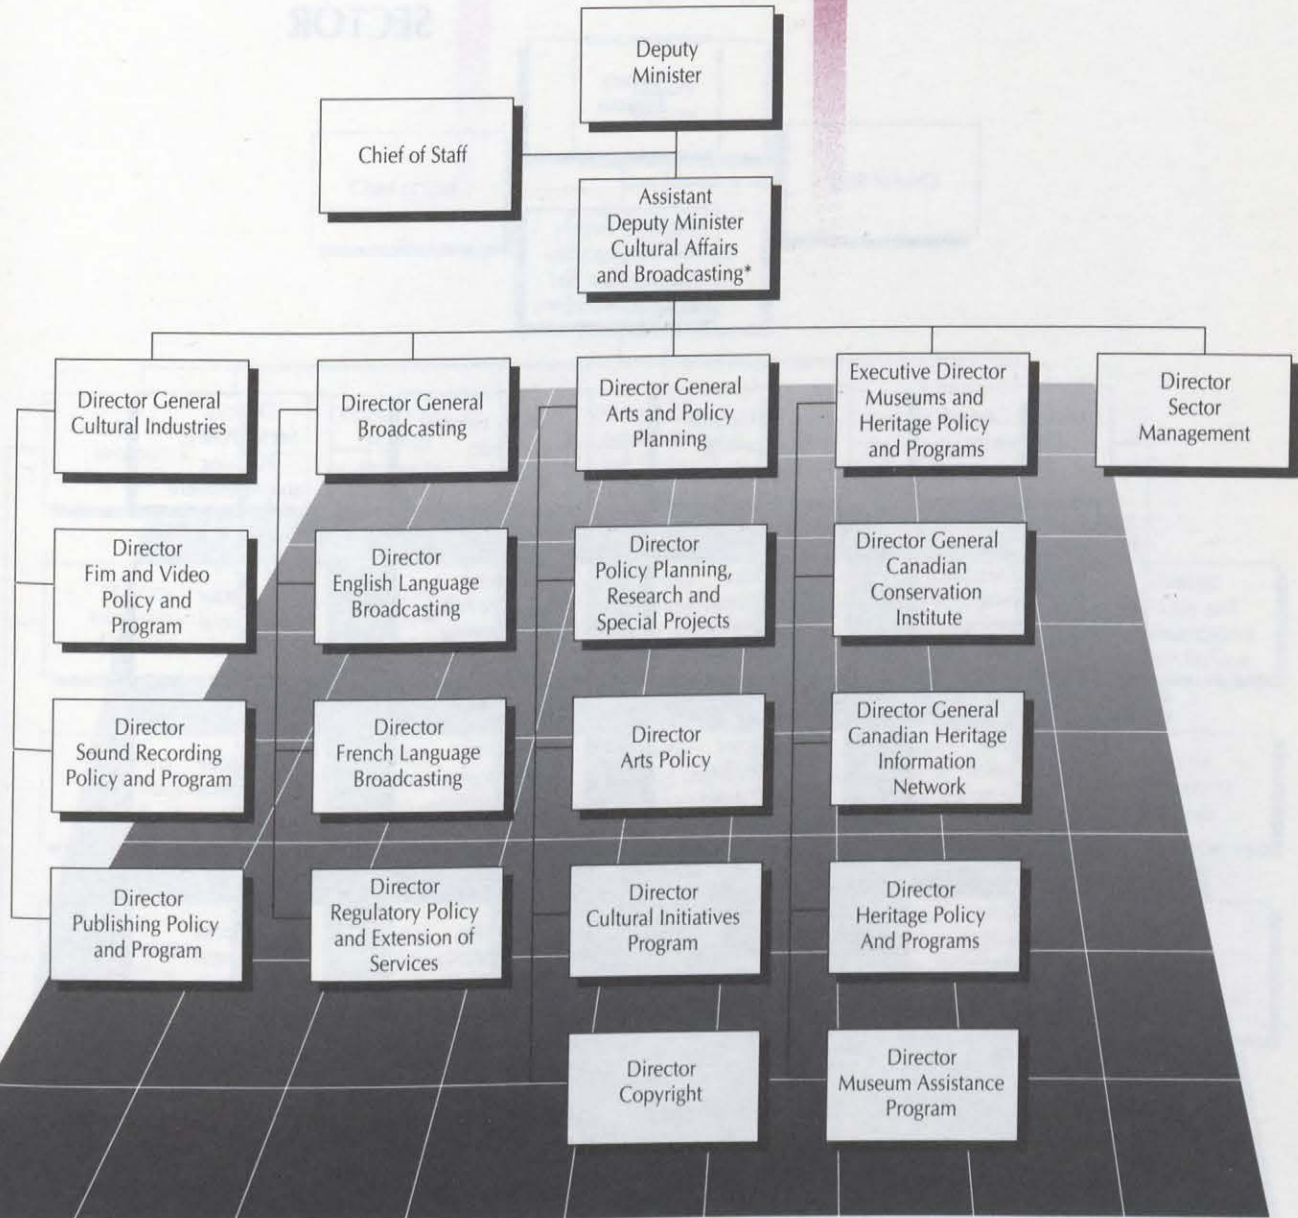 Deputy
Minister
Chief of Staff
Assistant
Deputy Minister
Cultural Affairs
and Broadcasting*
Director General
Cultural Industries
Director General
Broadcasting
Director General
Arts and Policy
Planning
Executive Director
Museums and
Heritage Policy
and Programs
Director
Sector
Management
Director
Fim and Video
Policy and
Program
Director
English Language
Broadcasting
Director
Policy Planning,
Research and
Special Projects
Director General
Canadian
Conservation
Institute
Director
Sound Recording
Policy and Program
Director
French Language
Broadcasting
Director
Arts Policy
Director General
Canadian Heritage
Information
Network
Director
Publishing Policy
and Program
Director
Regulatory Policy
and Extension of
Services
Director
Cultural Initiatives
Program
Director
Heritage Policy
And Programs
Director
Copyright
Director
Museum Assistance
Program